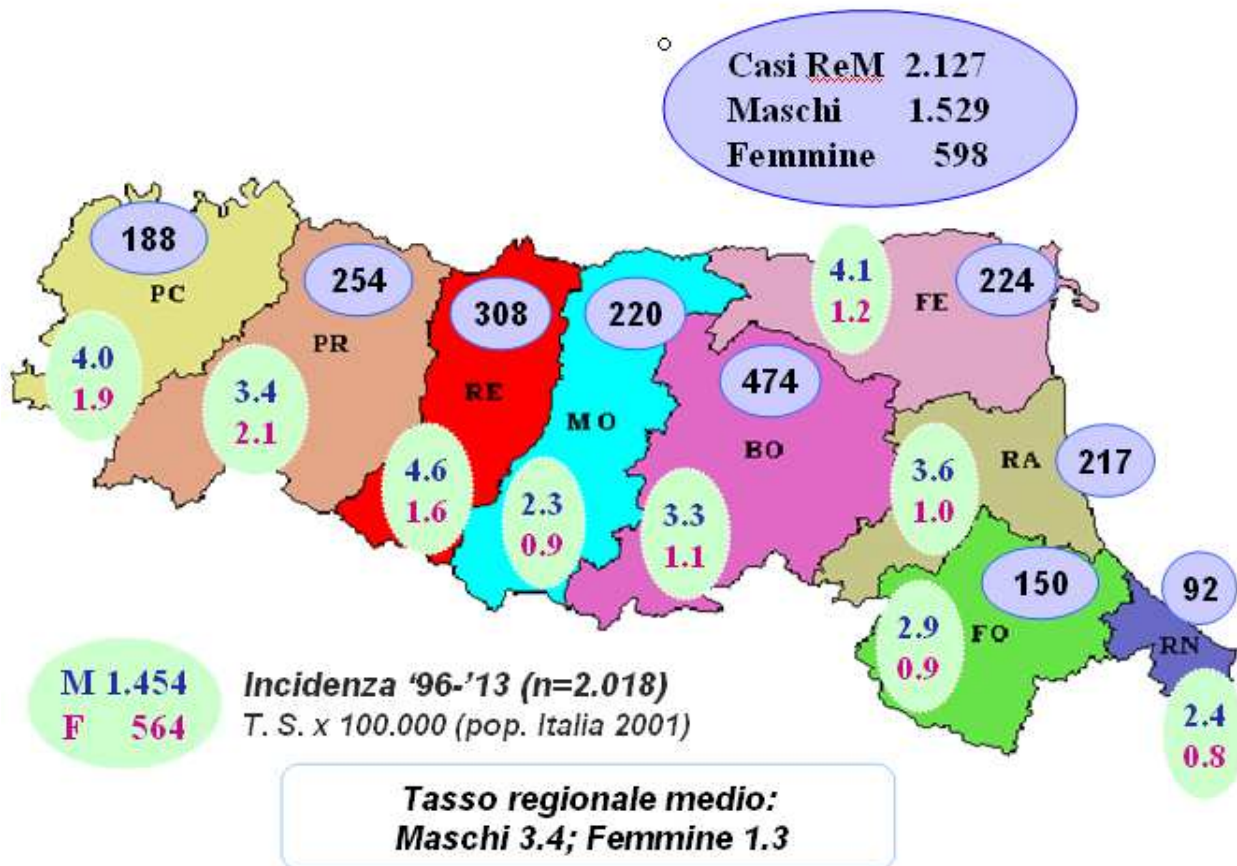 Casi ReM 2.127
Maschi 1.529
Femmine 598
188
PC
4.0
1.9
254
PR
3.4
2.1
308
RE
4.6
1.6
220
MO
2.3
0.9
474
BO
3.3
1.1
4.1
1.2
FE
224
RA
217
3.6
1.0
150
FO
2.9
0.9
92
RN
2.4
0.8
M 1.454
F 564
Incidenza '96-'13 (n=2.018)
T. S. x 100.000 (pop. Italia 2001)
Tasso regionale medio:
Maschi 3.4; Femmine 1.3